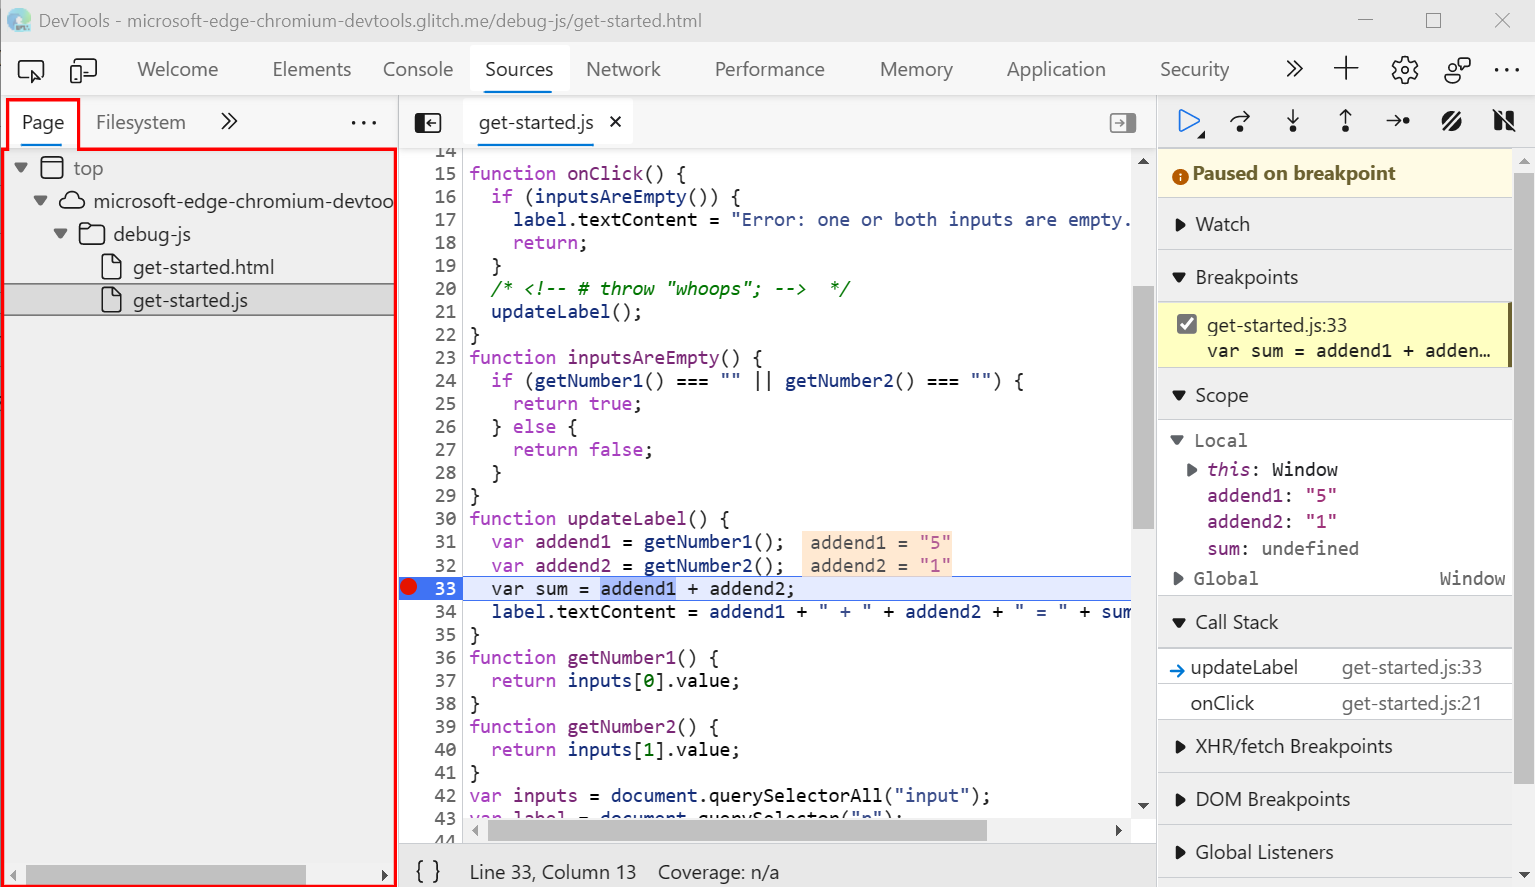 DevTools - microsoft-edge-chromium-devtools.glitch.me/debug-js/get-started.html
Welcome Elements Console Sources Network Performance Memory Application Security
Page Filesystem
top
microsoft-edge-chromium-devtoo
debug-js
get-started.html
get-started.js
get-started.js
14
15 function onClick() {
16 if (inputsAreEmpty()) {
17 label.textContent = "Error: one or both inputs are empty.
18 return;
19 }
20 /* <!-- # throw "whoops"; --> */
21 updateLabel();
22 }
23 function inputsAreEmpty() {
24 if (getNumber1() === "" || getNumber2() === "") {
25 return true;
26 } else {
27 return false;
28 }
29 }
30 function updateLabel() {
31 var addend1 = getNumber1(); addend1 = "5"
32 var addend2 = getNumber2(); addend2 = "1"
33 var sum = addend1 + addend2;
34 label.textContent = addend1 + " + " + addend2 + " = " + sum
35 }
36 function getNumber1() {
37 return inputs[0].value;
38 }
39 function getNumber2() {
40 return inputs[1].value;
41 }
42 var inputs = document.querySelectorAll("input");
43 var label = document.querySelector("p");
44
{ } Line 33, Column 13 Coverage: n/a
Paused on breakpoint
Watch
Breakpoints
get-started.js:33
var sum = addend1 + adden…
Scope
Local
this: Window
addend1: "5"
addend2: "1"
sum: undefined
Global Window
Call Stack
updateLabel get-started.js:33
onClick get-started.js:21
XHR/fetch Breakpoints
DOM Breakpoints
Global Listeners